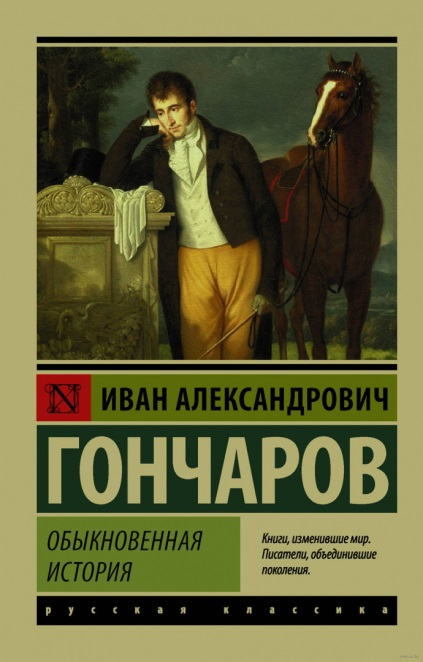 N
ИВАН АЛЕКСАНДРОВИЧ
ГОНЧАРОВ
ОБЫКНОВЕННАЯ
ИСТОРИЯ
Книги, изменившие мир.
Писатели, объединившие
поколения.
русская классика